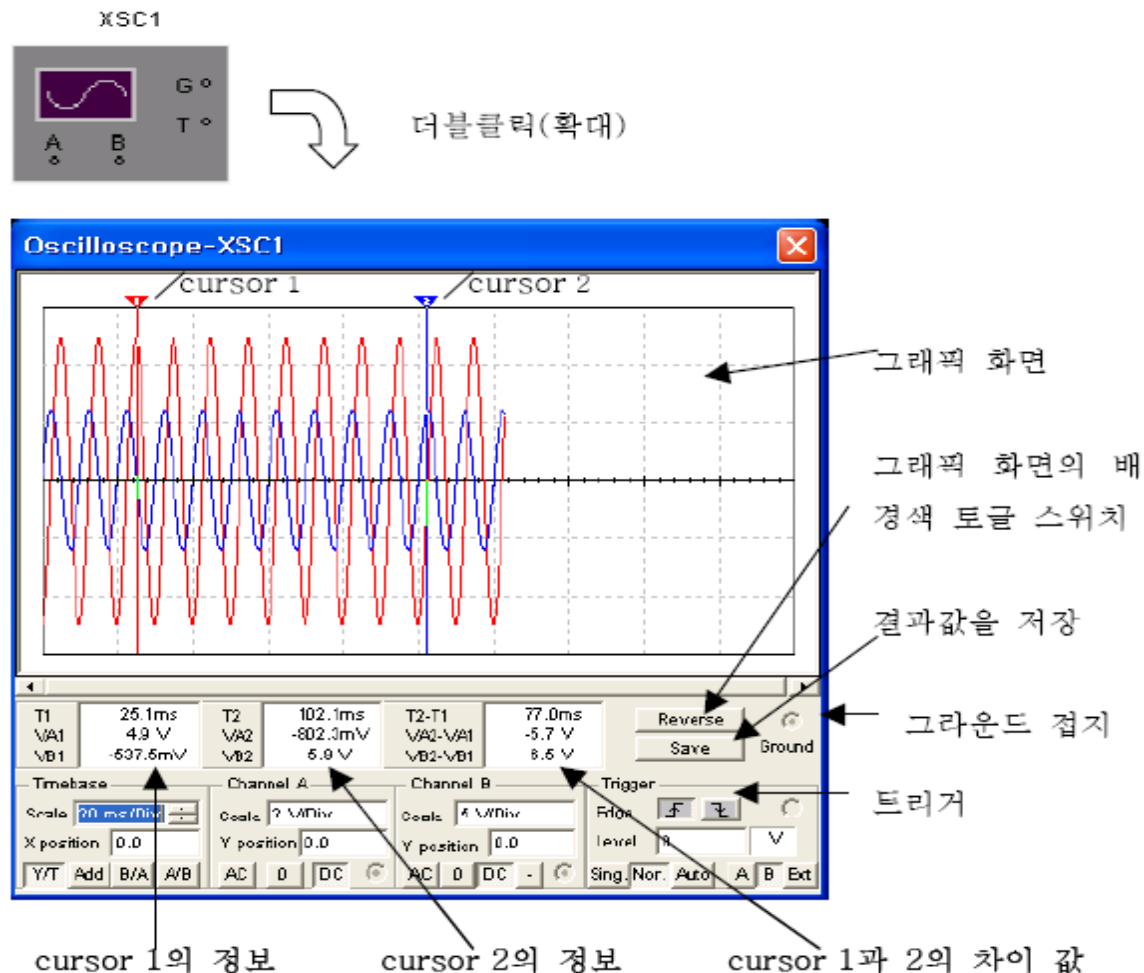 XSC1
G
T
A B
더블클릭(확대)
Oscilloscope-XSC1
cursor 1 cursor 2
1 2
그래픽 화면
그래픽 화면의 배
경색 토글 스위치
결과값을 저장
그라운드 접지
트리거
T1 25.1ms T2 102.1ms T2-T1 77.0ms Reverse
VA1 4.9 V VA2 -802.3mV VA2-VA1 -5.7 V Save Ground
VB1 -537.5mV VB2 5.9 V VB2-VB1 6.5 V
Timebase Channel A Channel B Trigger
Scale 20 ms/Div Scale 2 V/Div Scale 5 V/Div Edge
X position 0.0 Y position 0.0 Y position 0.0 Level V
Y/T Add B/A A/B AC 0 DC AC 0 DC - Sing. Nor. Auto A B Ext
cursor 1의 정보 cursor 2의 정보 cursor 1과 2의 차이 값